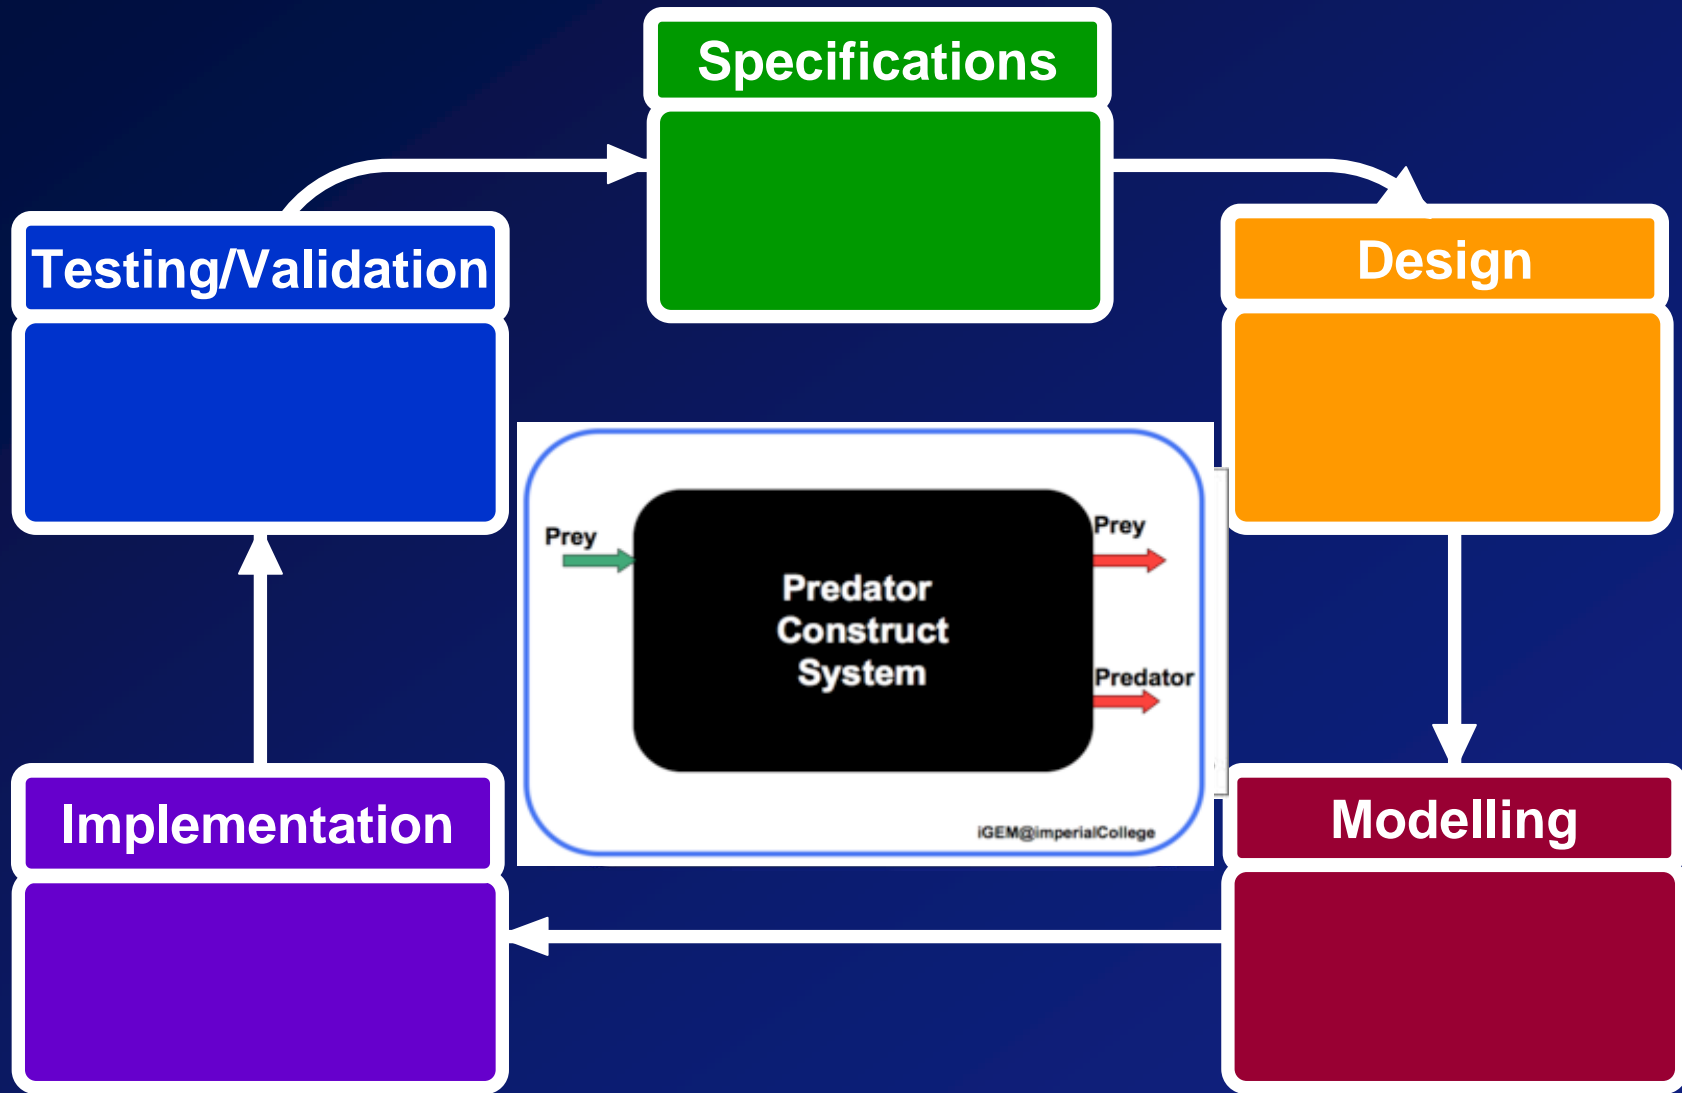 Specifications
Testing/Validation
Design
Prey
Prey
Predator
Construct
System
Predator
iGEM@imperialCollege
Implementation
Modelling